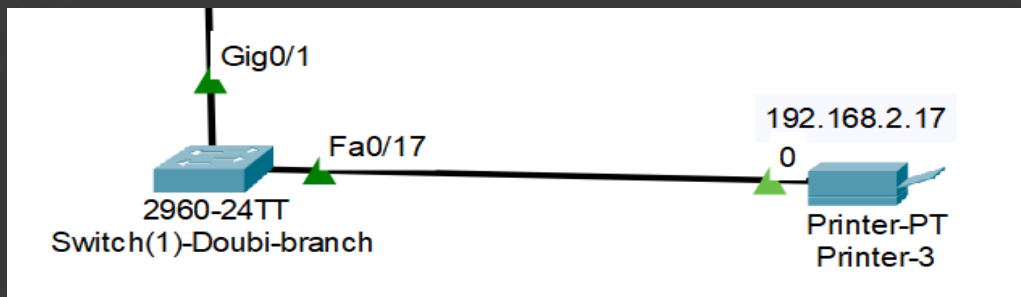 Gig0/1
Fa0/17
192.168.2.17
0
2960-24TT
Switch(1)-Doubi-branch
Printer-PT
Printer-3